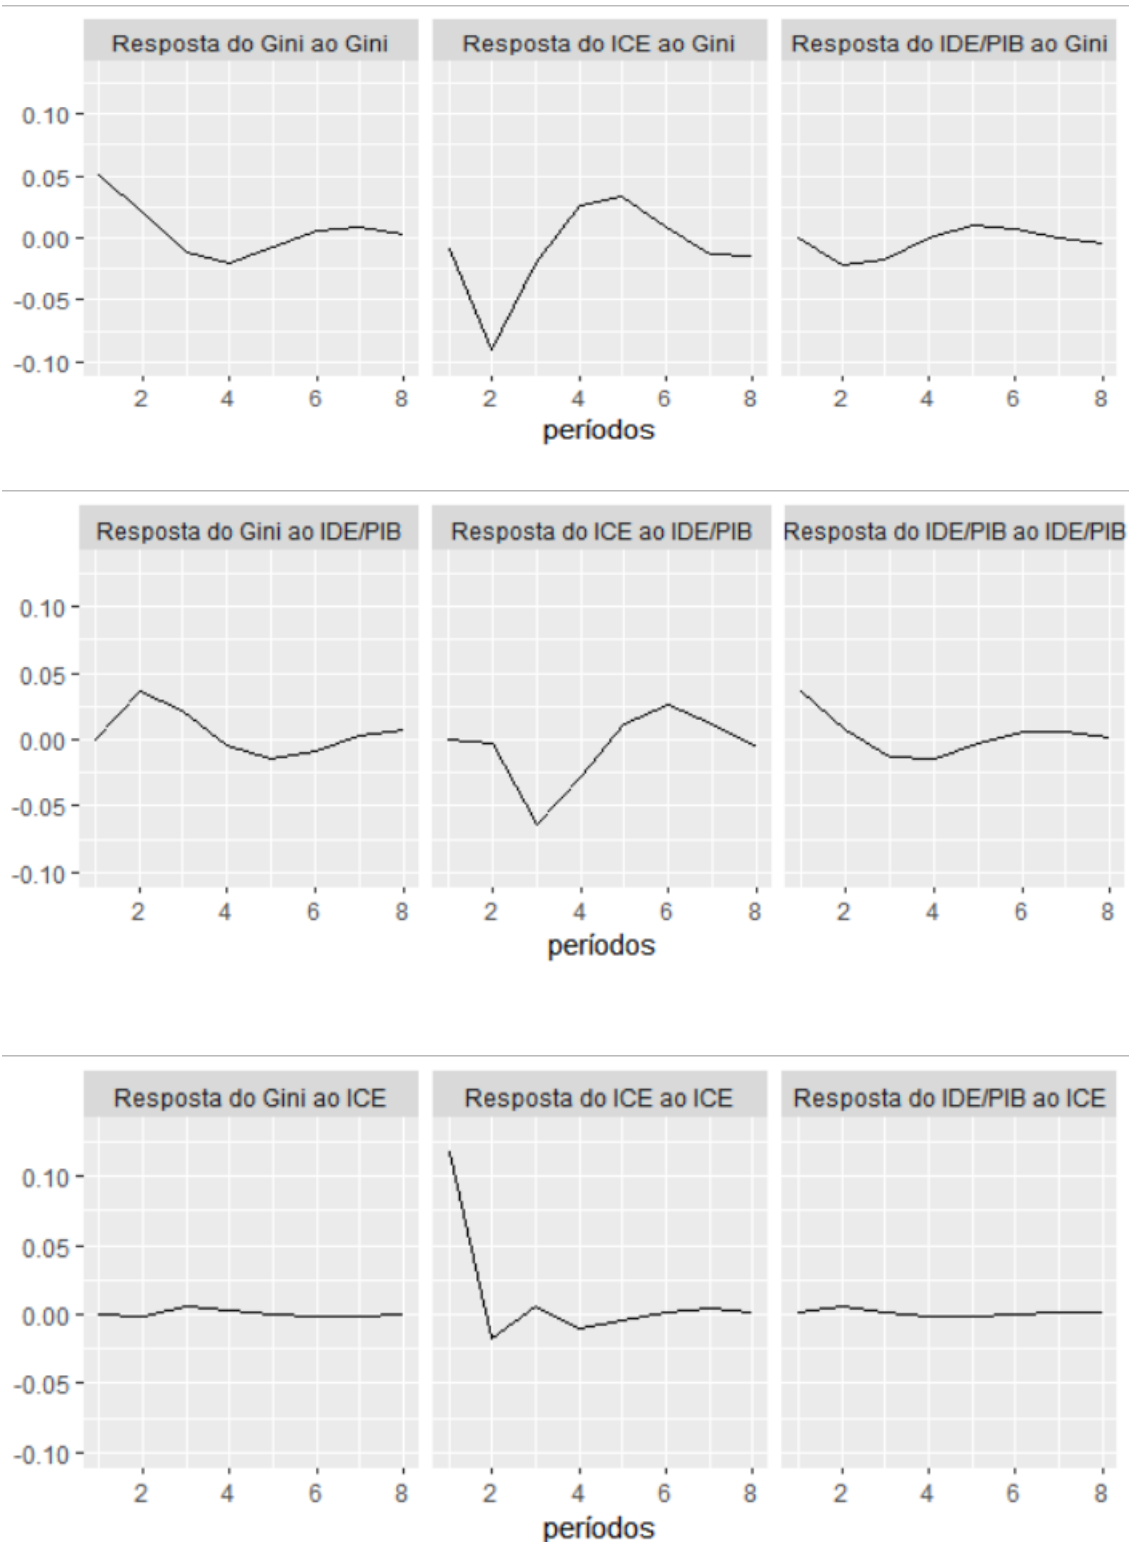 Resposta do Gini ao Gini
Resposta do ICE ao Gini
Resposta do IDE/PIB ao Gini
0.10
0.05
0.00
-0.05
-0.10
2 4 6 8
2 4 6 8
2 4 6 8
períodos
Resposta do Gini ao IDE/PIB
Resposta do ICE ao IDE/PIB
Resposta do IDE/PIB ao IDE/PIB
0.10
0.05
0.00
-0.05
-0.10
2 4 6 8
2 4 6 8
2 4 6 8
períodos
Resposta do Gini ao ICE
Resposta do ICE ao ICE
Resposta do IDE/PIB ao ICE
0.10
0.05
0.00
-0.05
-0.10
2 4 6 8
2 4 6 8
2 4 6 8
períodos